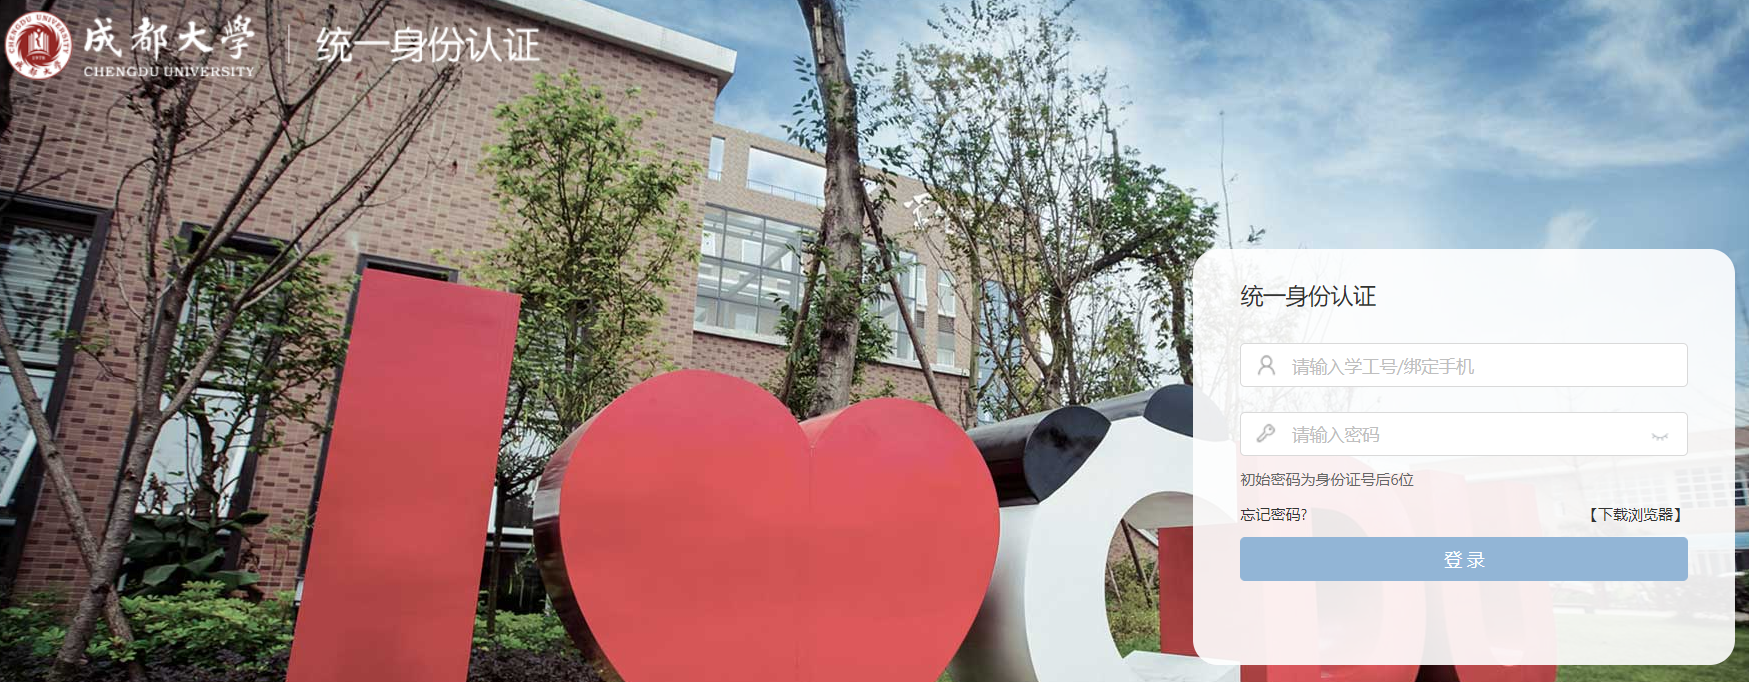 成都大学
CHENGDU UNIVERSITY
统一身份认证
I
CDU
统一身份认证
请输入学工号/绑定手机
请输入密码
初始密码为身份证号后6位
忘记密码?
【下载浏览器】
登录